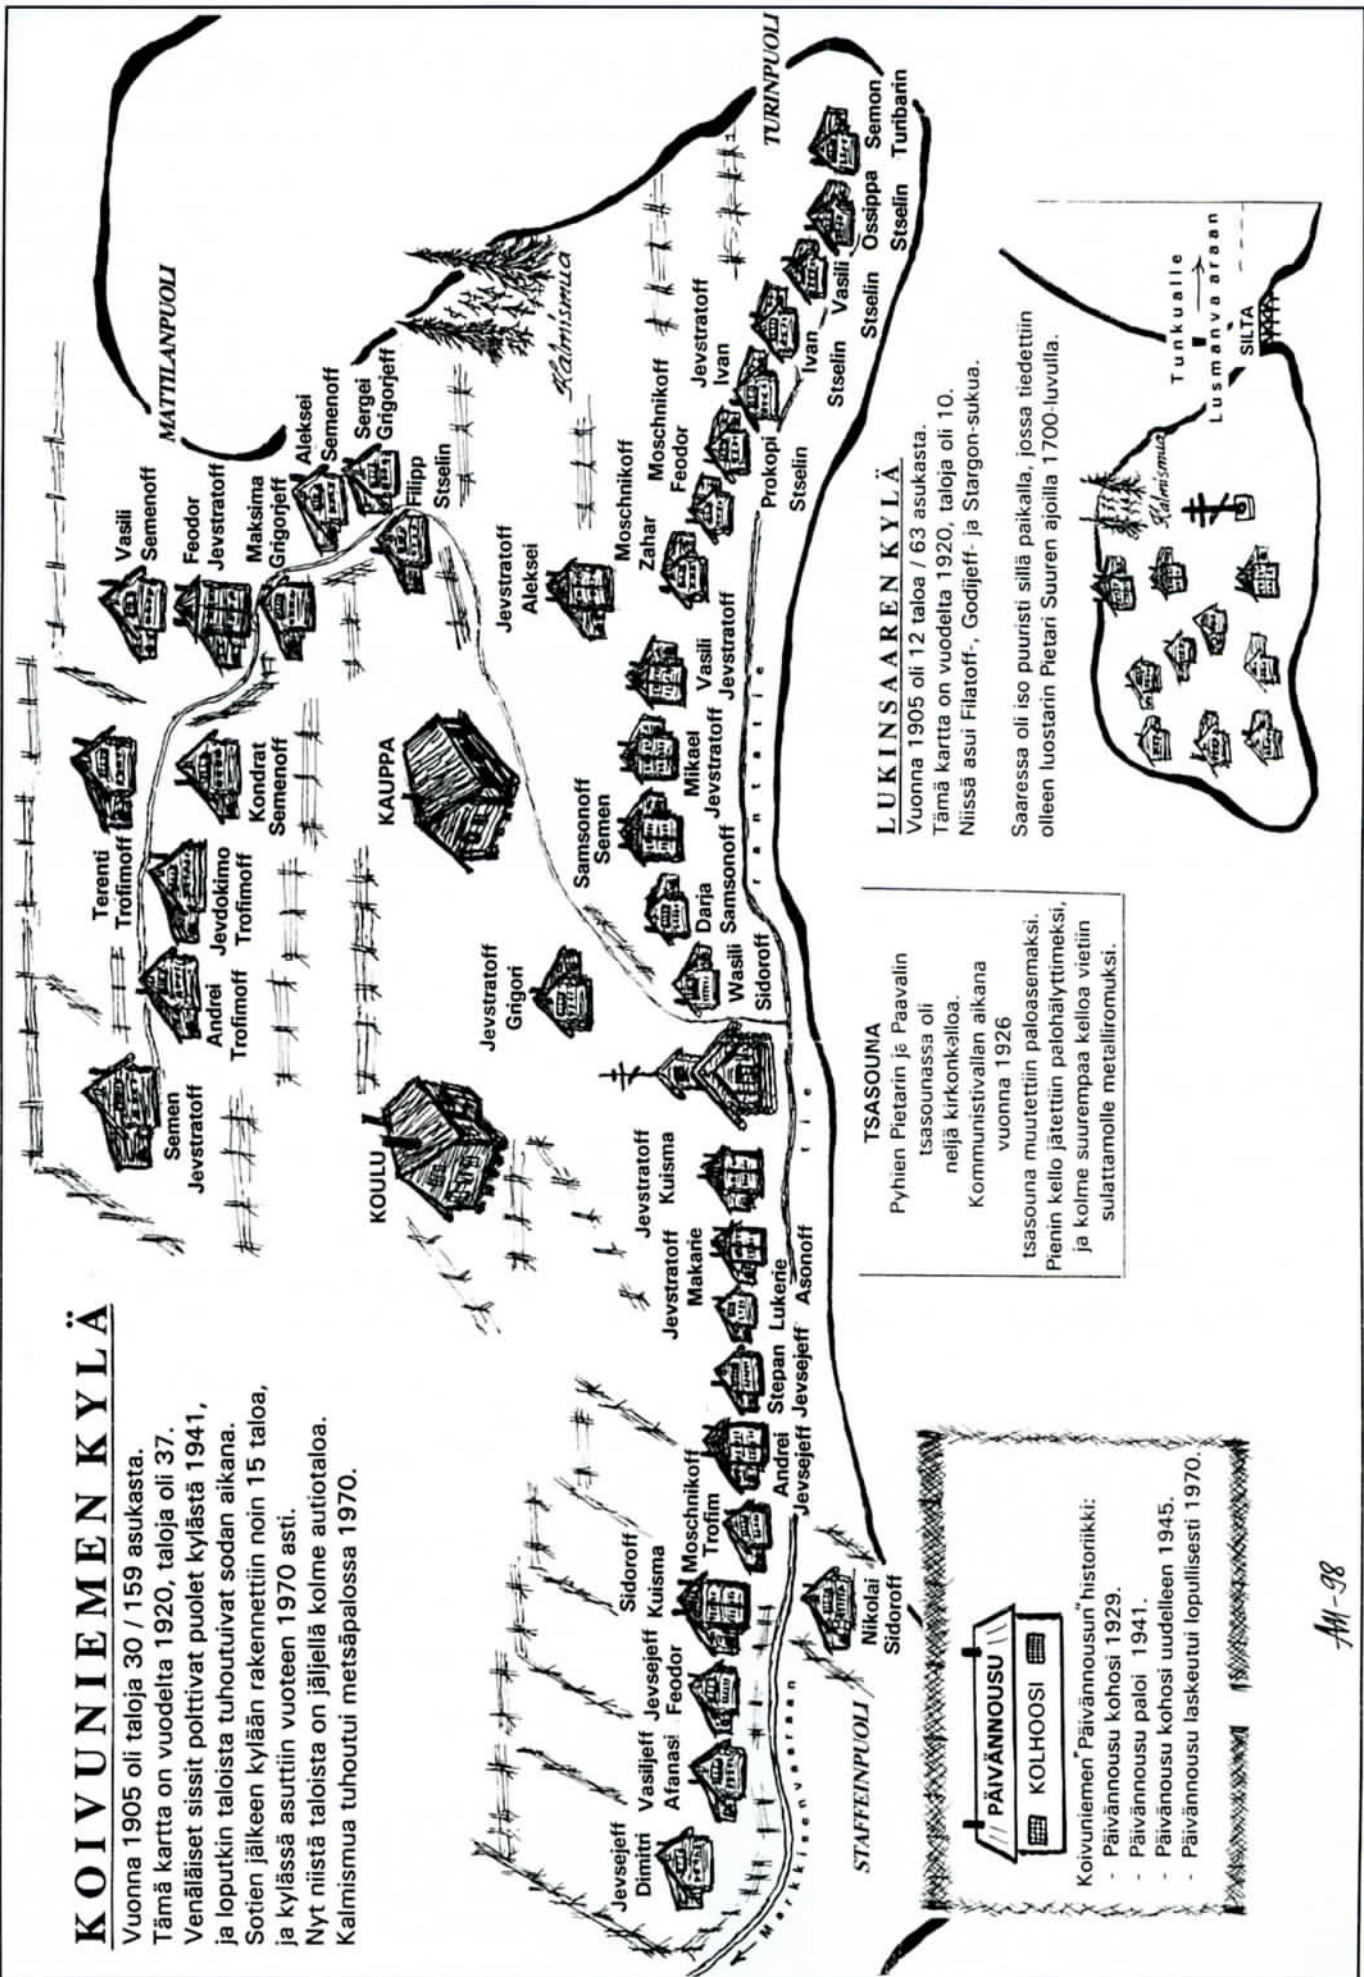 KOIVUNIEMEN KYLÄ
Vuonna 1905 oli taloja 30 / 159 asukasta.
Tämä kartta on vuodelta 1920, taloja oli 37.
Venäläiset sissit polttivat puolet kylästä 1941,
ja loputkin taloista tuhoutuivat sodan aikana.
Sotien jälkeen kylään rakennettiin noin 15 taloa,
ja kylässä asuttiin vuoteen 1970 asti.
Nyt niistä taloista on jäljellä kolme autiotaloa.
Kalmismua tuhoutui metsäpalossa 1970.
MATTILANPUOLI
Semen
Jevstratoff
Andrei
Trofimoff
Terenti
Trofimoff
Jevdokimo
Trofimoff
Kondrat
Semenoff
Vasili
Semenoff
Feodor
Jevstratoff
Maksima
Grigorjeff
Aleksei
Semenoff
Sergei
Grigorjeff
Filipp
Stselin
Kalmismua
TURINPUOLI
KOULU
KAUPPA
Jevstratoff
Grigori
Jevstratoff
Aleksei
Jevsejeff
Dimitri
Vasiljeff
Afanasi
Jevsejeff
Feodor
Sidoroff
Kuisma
Moschnikoff
Trofim
Andrei
Jevsejeff
Stepan
Jevsejeff
Lukerie
Asonoff
Jevstratoff
Makarie
Jevstratoff
Kuisma
Wasili
Sidoroff
Darja
Samsonoff
Samsonoff
Semen
Mikael
Jevstratoff
Vasili
Jevstratoff
Moschnikoff
Zahar
Moschnikoff
Feodor
Jevstratoff
Ivan
Prokopi
Stselin
Ivan
Stselin
Vasili
Stselin
Ossippa
Stselin
Semon
Turibarin
Nikolai
Sidoroff
Markkisenvaaraan
tie
rantatie
STAFFEINPUOLI
PÄIVÄNNOUSU
KOLHOOSI
Koivuniemen "Päivännousun" historiikki:
- Päivännousu kohosi 1929.
- Päivännousu paloi 1941.
- Päivänousu kohosi uudelleen 1945.
- Päivännousu laskeutui lopullisesti 1970.
TSASOUNA
Pyhien Pietarin ja Paavalin
tsasounassa oli
neljä kirkonkelloa.
Kommunistivallan aikana
vuonna 1926
tsasouna muutettiin paloasemaksi.
Pienin kello jätettiin palohälyttimeksi,
ja kolme suurempaa kelloa vietiin
sulattamolle metalliromuksi.
LUKINSAAREN KYLÄ
Vuonna 1905 oli 12 taloa / 63 asukasta.
Tämä kartta on vuodelta 1920, taloja oli 10.
Niissä asui Filatoff-, Godijeff- ja Stargon-sukua.
Saaressa oli iso puuristi sillä paikalla, jossa tiedettiin
olleen luostarin Pietari Suuren ajoilla 1700-luvulla.
Kalmismua
Tunkualle
Lusmanvaaraan
SILTA
AM-98